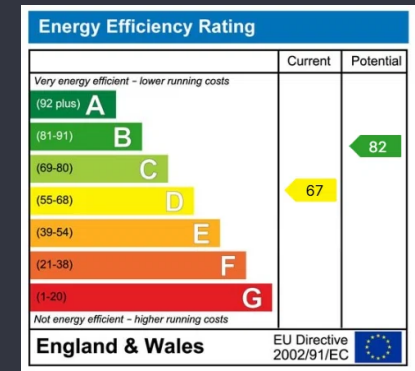 Energy Efficiency Rating
Current Potential
Very energy efficient - lower running costs
(92 plus) A
(81-91) B
82
(69-80) C
(55-68) D
67
(39-54) E
(21-38) F
(1-20) G
Not energy efficient - higher running costs
England & Wales
EU Directive
2002/91/EC